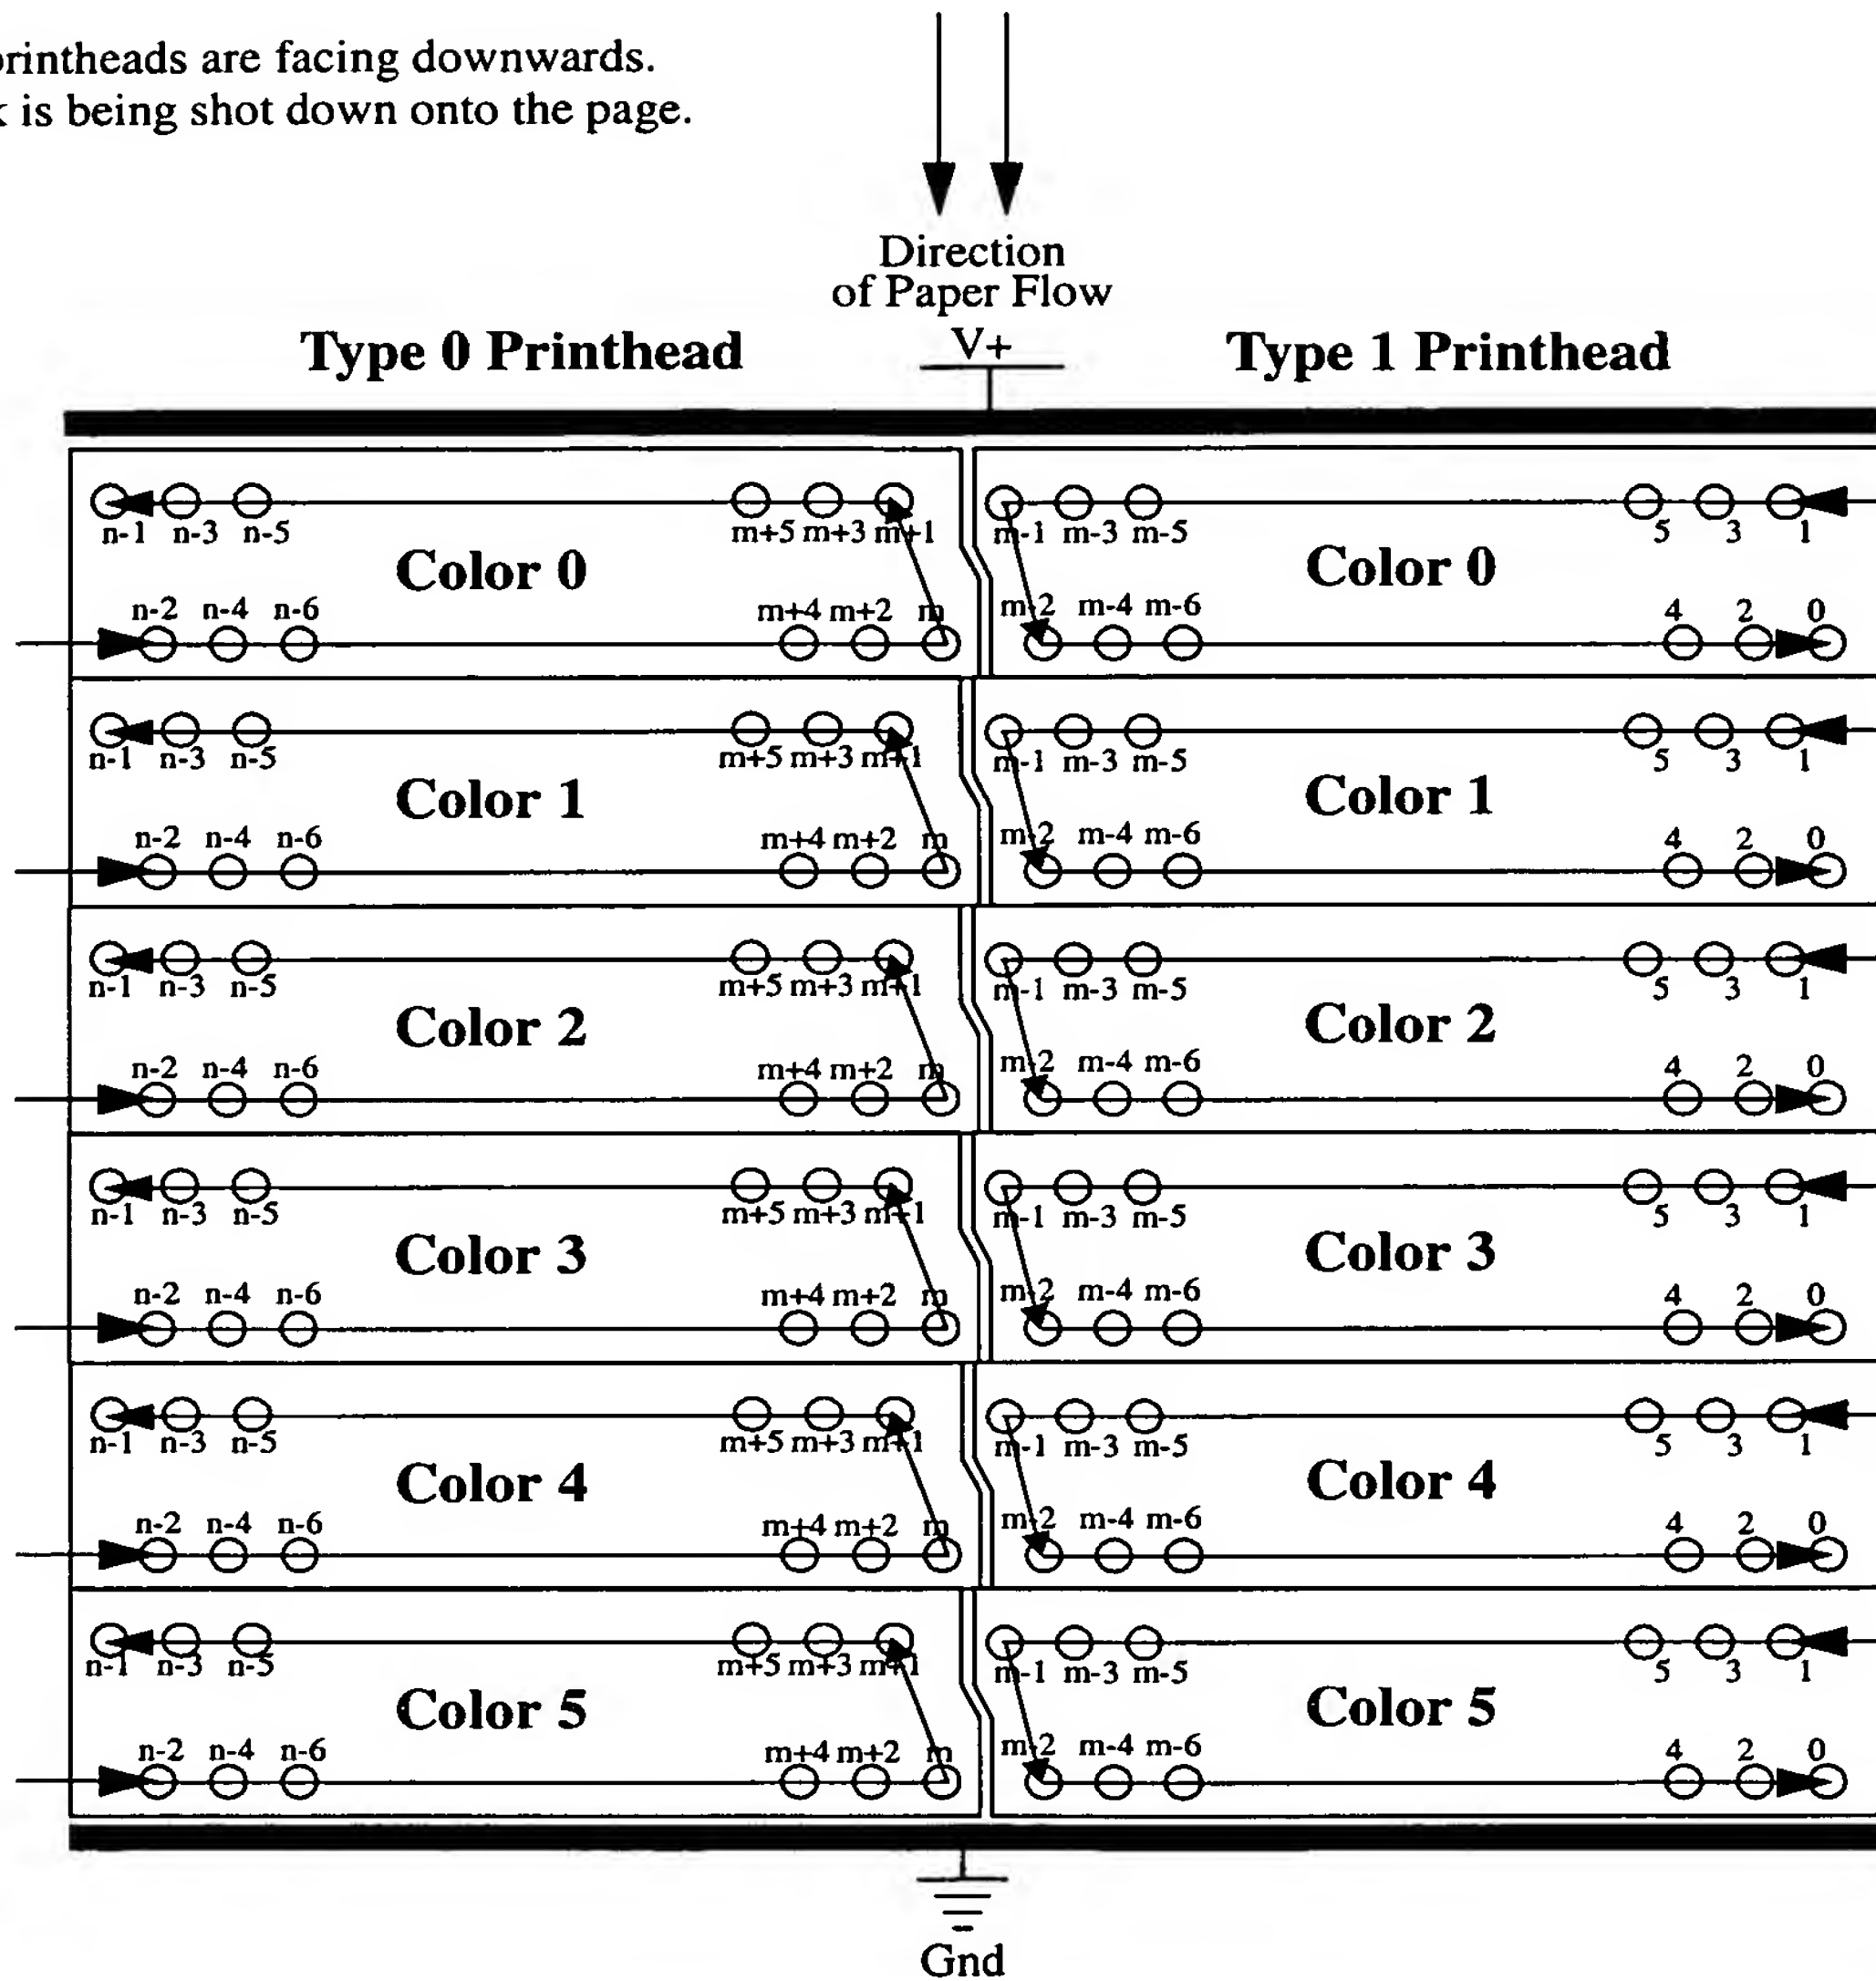 printheads are facing downwards.
is being shot down onto the page.
Direction
of Paper Flow
V+
Type 0 Printhead Type 1 Printhead
n-1 n-3 n-5 m+5 m+3 m+1 m-1 m-3 m-5 5 3 1
Color 0 Color 0
n-2 n-4 n-6 m+4 m+2 m m-2 m-4 m-6 4 2 0
n-1 n-3 n-5 m+5 m+3 m+1 m-1 m-3 m-5 5 3 1
Color 1 Color 1
n-2 n-4 n-6 m+4 m+2 m m-2 m-4 m-6 4 2 0
n-1 n-3 n-5 m+5 m+3 m+1 m-1 m-3 m-5 5 3 1
Color 2 Color 2
n-2 n-4 n-6 m+4 m+2 m m-2 m-4 m-6 4 2 0
n-1 n-3 n-5 m+5 m+3 m+1 m-1 m-3 m-5 5 3 1
Color 3 Color 3
n-2 n-4 n-6 m+4 m+2 m m-2 m-4 m-6 4 2 0
n-1 n-3 n-5 m+5 m+3 m+1 m-1 m-3 m-5 5 3 1
Color 4 Color 4
n-2 n-4 n-6 m+4 m+2 m m-2 m-4 m-6 4 2 0
n-1 n-3 n-5 m+5 m+3 m+1 m-1 m-3 m-5 5 3 1
Color 5 Color 5
n-2 n-4 n-6 m+4 m+2 m m-2 m-4 m-6 4 2 0
Gnd